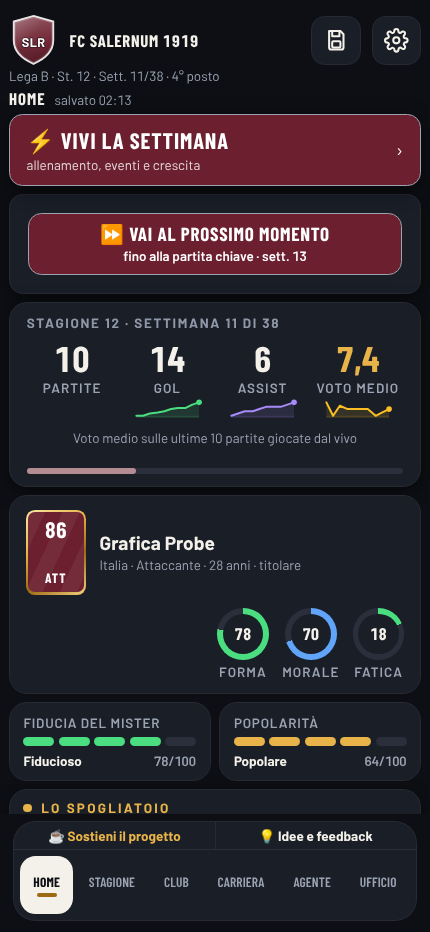 SLR
FC SALERNUM 1919
Lega B · St. 12 · Sett. 11/38 · 4° posto
HOME salvato 02:13
⚡ VIVI LA SETTIMANA
allenamento, eventi e crescita
›
⏩ VAI AL PROSSIMO MOMENTO
fino alla partita chiave · sett. 13
STAGIONE 12 · SETTIMANA 11 DI 38
10 14 6 7,4
PARTITE GOL ASSIST VOTO MEDIO
Voto medio sulle ultime 10 partite giocate dal vivo
86
ATT
Grafica Probe
Italia · Attaccante · 28 anni · titolare
78 70 18
FORMA MORALE FATICA
FIDUCIA DEL MISTER
Fiducioso 78/100
POPOLARITÀ
Popolare 64/100
LO SPOGLIATOIO
☕ Sostieni il progetto 💡 Idee e feedback
HOME STAGIONE CLUB CARRIERA AGENTE UFFICIO